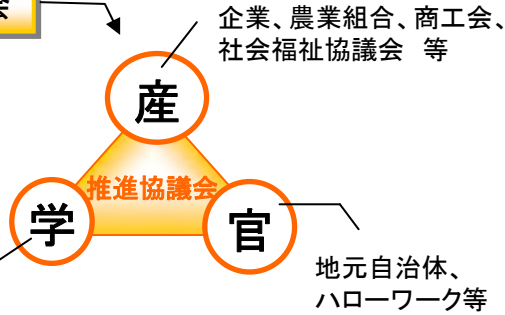 会
企業、農業組合、商工会、
社会福祉協議会 等
産
推進協議会
学
官
地元自治体、
ハローワーク等